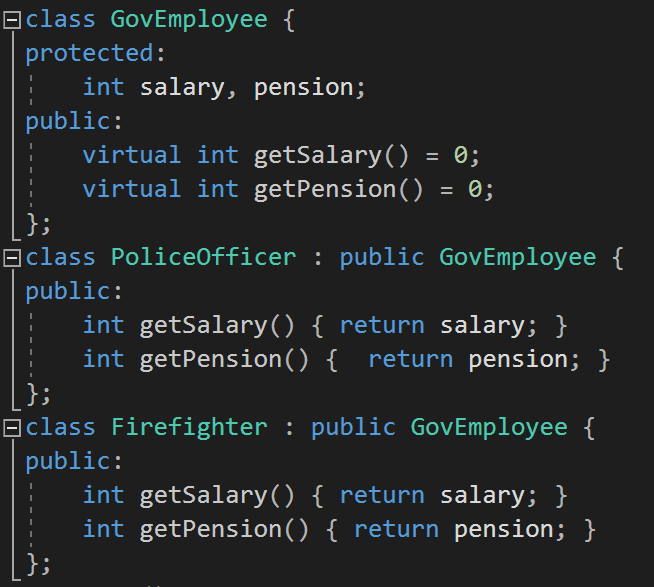 class GovEmployee {
protected:
    int salary, pension;
public:
    virtual int getSalary() = 0;
    virtual int getPension() = 0;
};
class PoliceOfficer : public GovEmployee {
public:
    int getSalary() { return salary; }
    int getPension() {  return pension; }
};
class Firefighter : public GovEmployee {
public:
    int getSalary() { return salary; }
    int getPension() { return pension; }
};